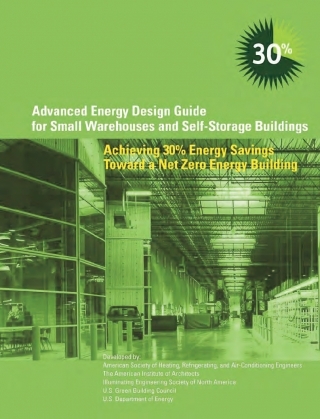 30%
Advanced Energy Design Guide
for Small Warehouses and Self-Storage Buildings
Achieving 30% Energy Savings
Toward a Net Zero Energy Building
Developed by
American Society of Heating, Refrigerating, and Air-Conditioning Engineers
The American Institute of Architects
Illuminating Engineering Society of North America
U.S. Green Building Council
U.S. Department of Energy